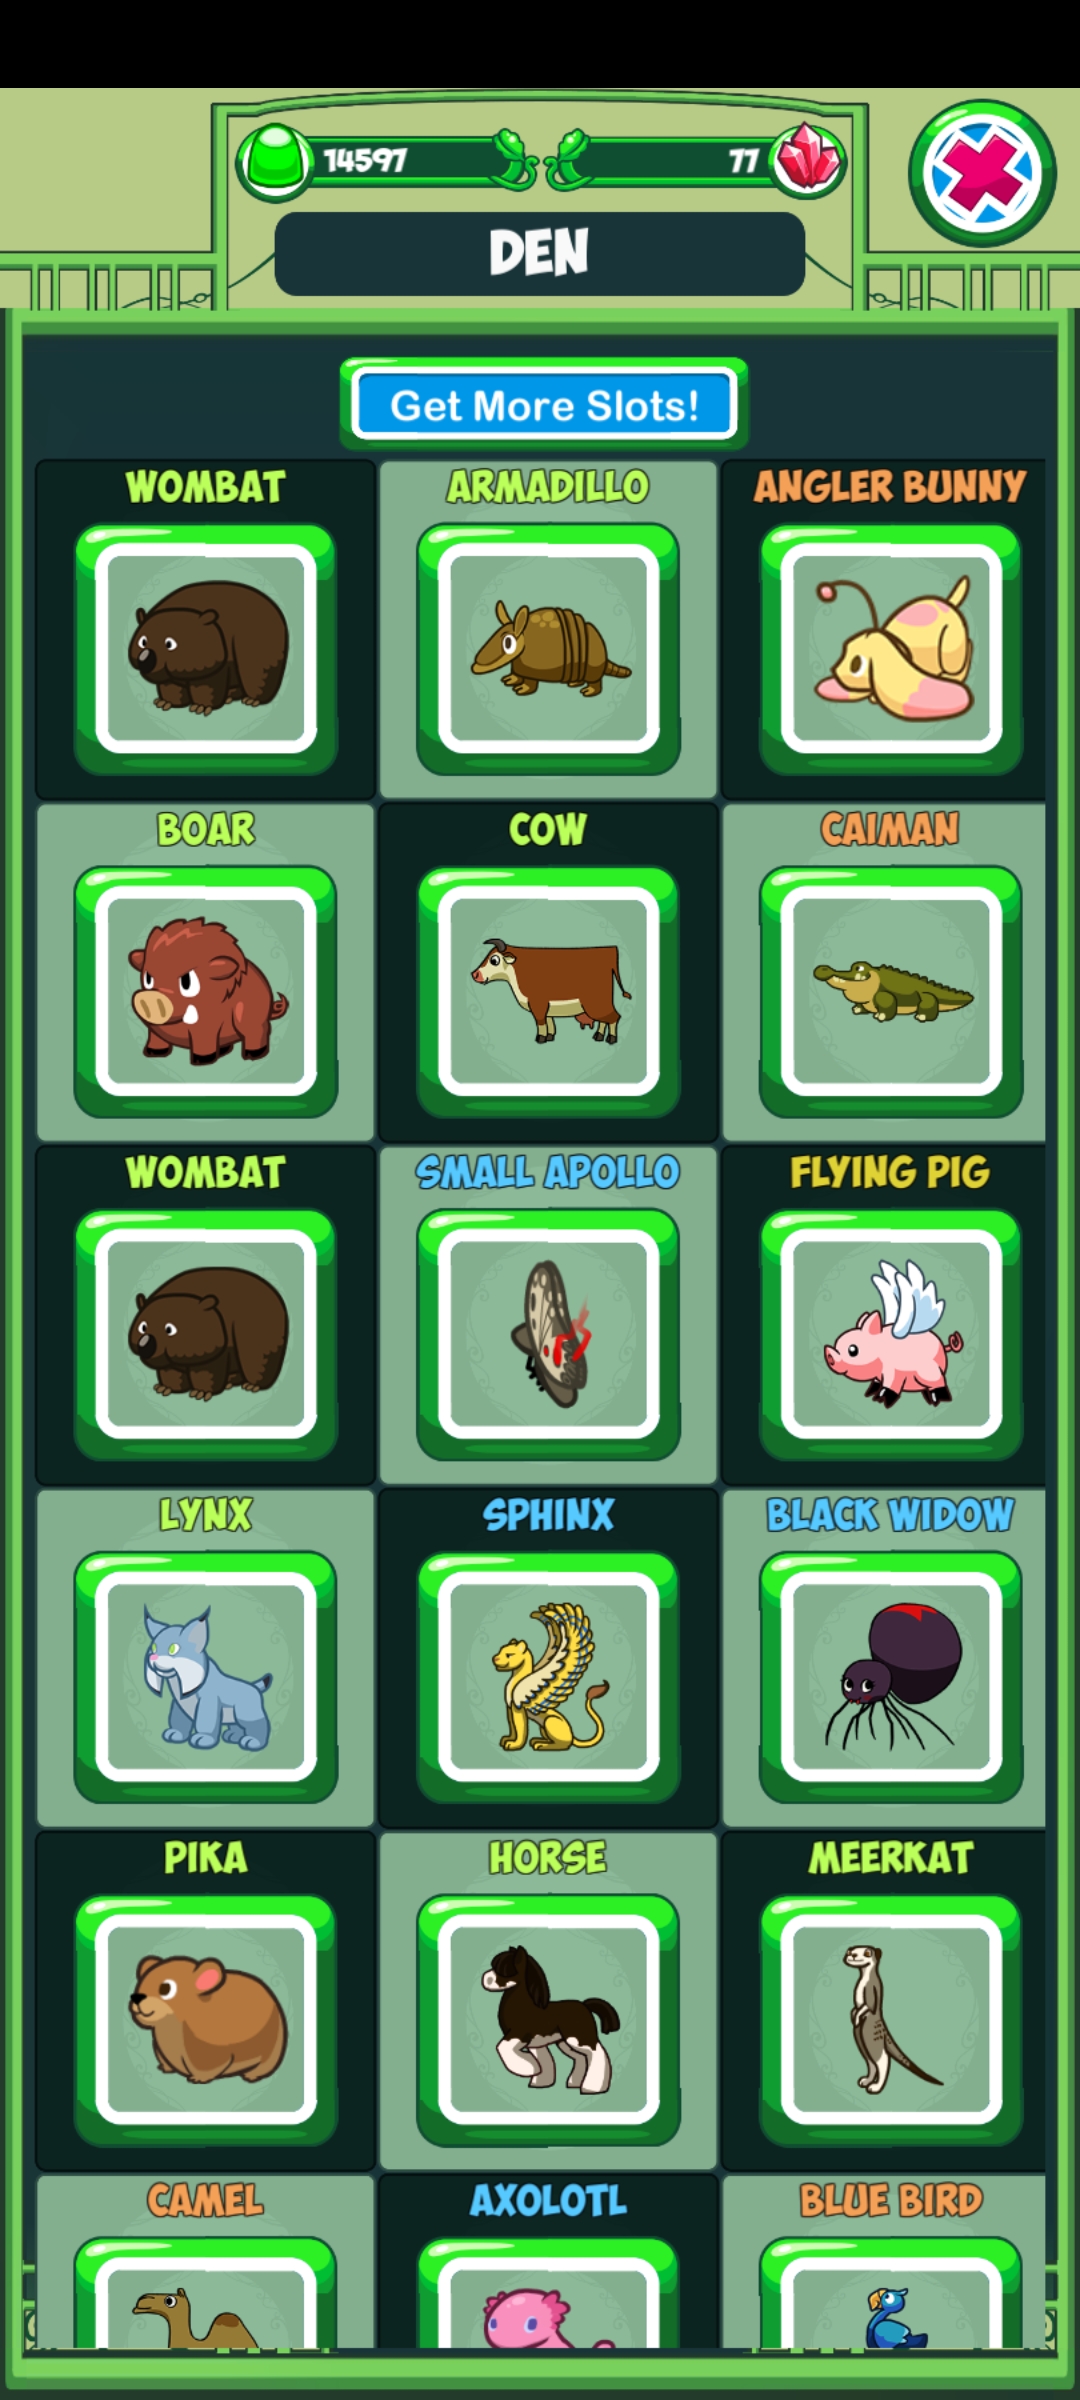 14597 77
DEN
Get More Slots!
WOMBAT ARMADILLO ANGLER BUNNY
BOAR COW CAIMAN
WOMBAT SMALL APOLLO FLYING PIG
LYNX SPHINX BLACK WIDOW
PIKA HORSE MEERKAT
CAMEL AXOLOTL BLUE BIRD